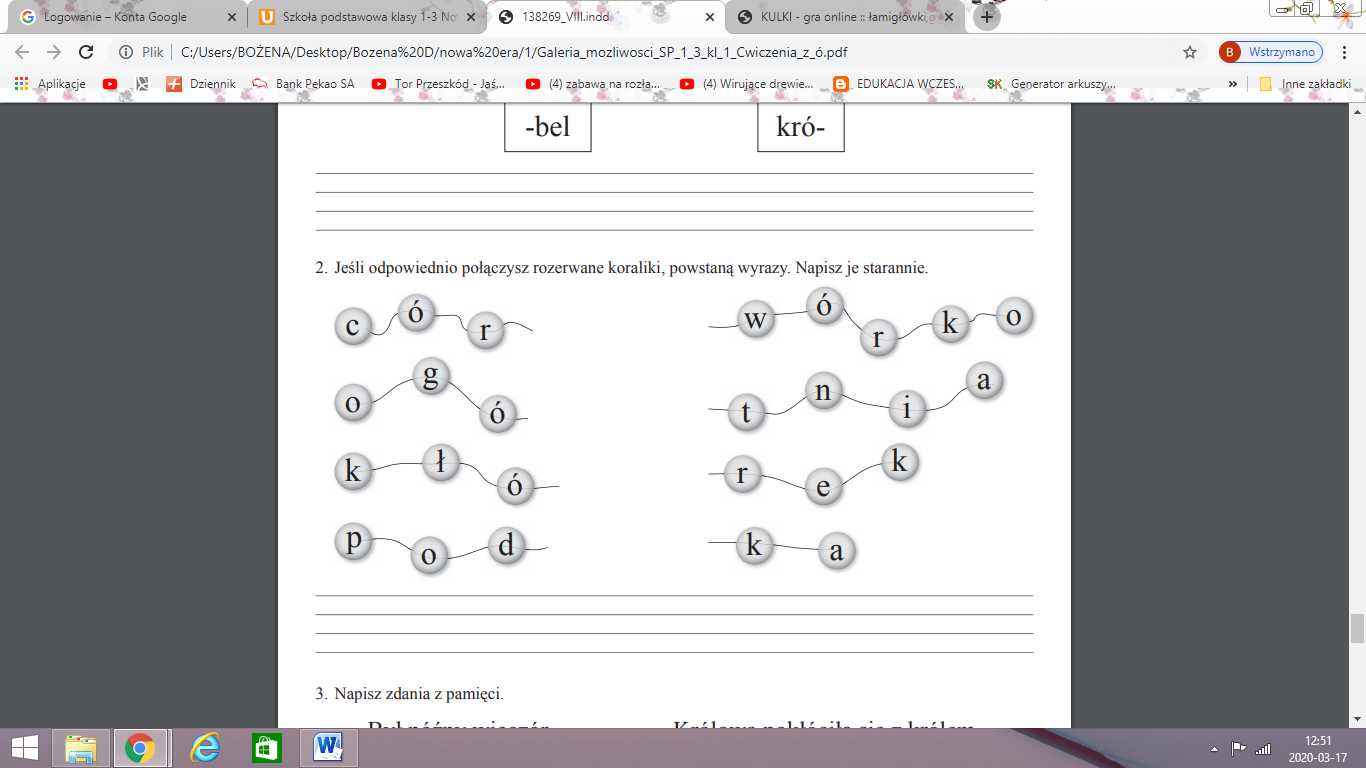 Logowanie – Konta Google
Szkoła podstawowa klasy 1-3 No
138269_VIII.indd
KULKI - gra online :: łamigłówki,
Plik
C:/Users/BOŻENA/Desktop/Bozena%20D/nowa%20era/1/Galeria_mozliwosci_SP_1_3_kl_1_Cwiczenia_z_ó.pdf
B Wstrzymano
Aplikacje
Dziennik
Bank Pekao SA
Tor Przeszkód - Jaś...
(4) zabawa na rozła...
(4) Wirujące drewie...
EDUKACJA WCZES...
SK Generator arkuszy...
»
Inne zakładki
-bel
kró-
2. Jeśli odpowiednio połączysz rozerwane koraliki, powstaną wyrazy. Napisz je starannie.
c ó r
w ó r k o
o g ó
t n i a
k ł ó
r e k
p o d
k a
3. Napisz zdania z pamięci.
12:51
2020-03-17